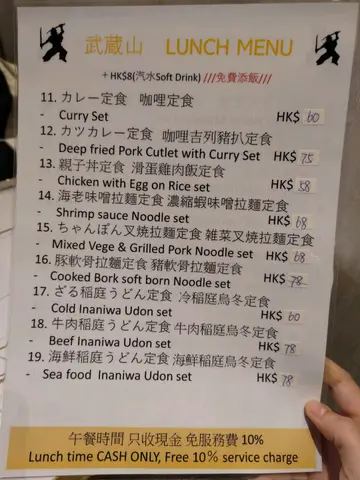 武蔵山 LUNCH MENU
+ HK$8(汽水Soft Drink) ///免費添飯///
11. カレー定食 咖哩定食
- Curry Set HK$ 60
12. カツカレー定食 咖哩吉列豬扒定食
- Deep fried Pork Cutlet with Curry Set HK$ 75
13. 親子丼定食 滑蛋雞肉飯定食
- Chicken with Egg on Rice set HK$ 58
14. 海老味噌拉麵定食 濃縮蝦味噌拉麵定食
- Shrimp sauce Noodle set HK$ 68
15. ちゃんぽん叉焼拉麵定食 雑菜叉焼拉麵定食
- Mixed Vege & Grilled Pork Noodle set HK$ 68
16. 豚軟骨拉麵定食 豬軟骨拉麵定食
- Cooked Bork soft born Noodle set HK$ 78
17. ざる稲庭うどん定食 冷稲庭烏冬定食
- Cold Inaniwa Udon set HK$ 60
18. 牛肉稲庭うどん定食 牛肉稲庭烏冬定食
- Beef Inaniwa Udon set HK$ 78
19. 海鮮稲庭うどん定食 海鮮稲庭烏冬定食
- Sea food Inaniwa Udon set HK$ 78
午餐時間 只收現金 免服務費 10%
Lunch time CASH ONLY, Free 10% service charge